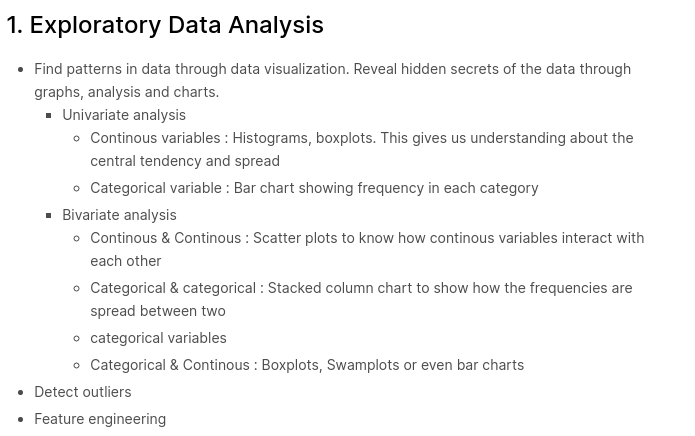 1. Exploratory Data Analysis
Find patterns in data through data visualization. Reveal hidden secrets of the data through
graphs, analysis and charts.
Univariate analysis
Continous variables : Histograms, boxplots. This gives us understanding about the
central tendency and spread
Categorical variable : Bar chart showing frequency in each category
Bivariate analysis
Continous & Continous : Scatter plots to know how continous variables interact with
each other
Categorical & categorical : Stacked column chart to show how the frequencies are
spread between two
categorical variables
Categorical & Continous : Boxplots, Swamplots or even bar charts
Detect outliers
Feature engineering